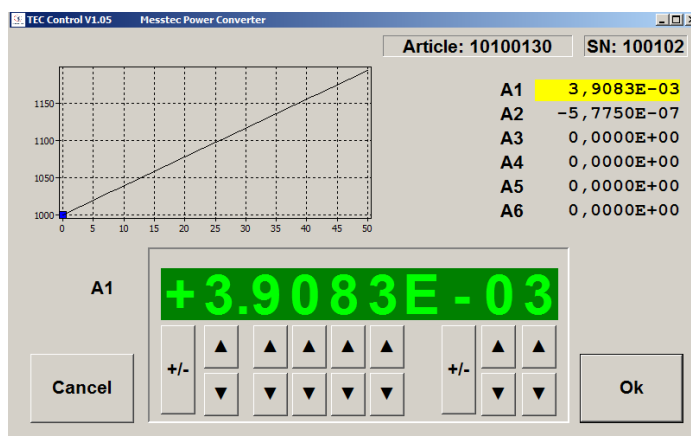 TEC Control V1.05 Messtec Power Converter
Article: 10100130 SN: 100102
A1 3,9083E-03
A2 -5,7750E-07
A3 0,0000E+00
A4 0,0000E+00
A5 0,0000E+00
A6 0,0000E+00
1150
1100
1050
1000
0 5 10 15 20 25 30 35 40 45 50
A1
+3.9083E-03
+/- +/-
Cancel
Ok